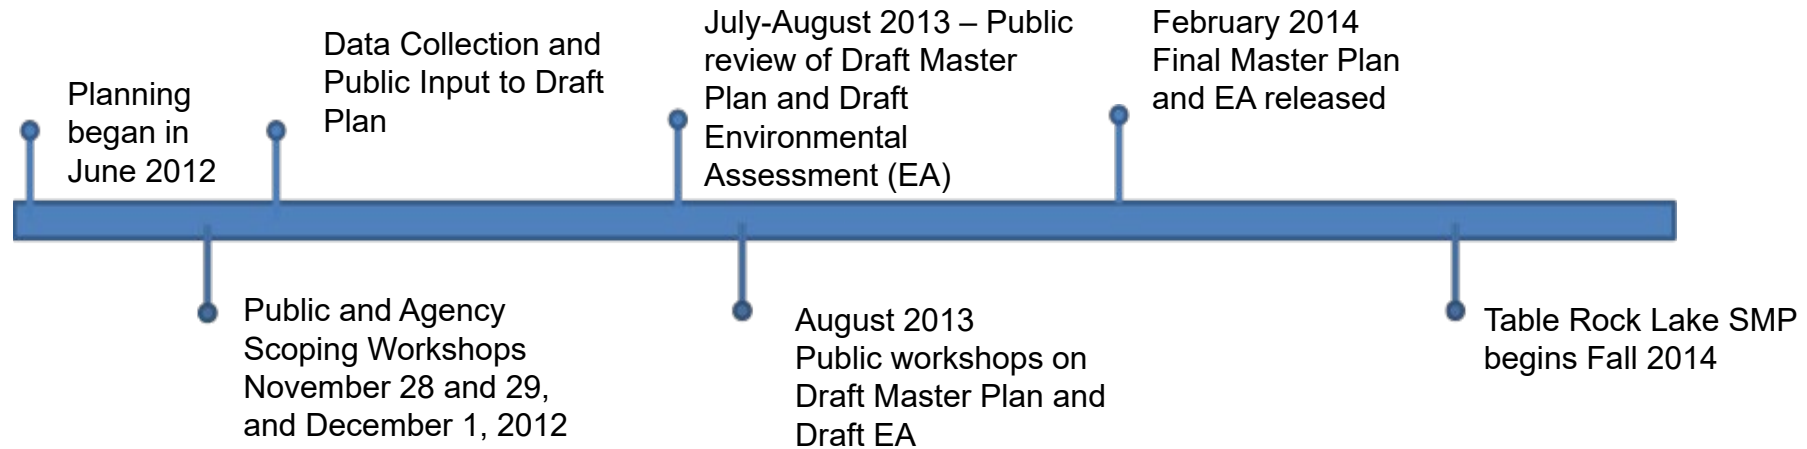 Planning
began in
June 2012
Public and Agency
Scoping Workshops
November 28 and 29,
and December 1, 2012
Data Collection and
Public Input to Draft
Plan
July-August 2013 – Public
review of Draft Master
Plan and Draft
Environmental
Assessment (EA)
August 2013
Public workshops on
Draft Master Plan and
Draft EA
February 2014
Final Master Plan
and EA released
Table Rock Lake SMP
begins Fall 2014